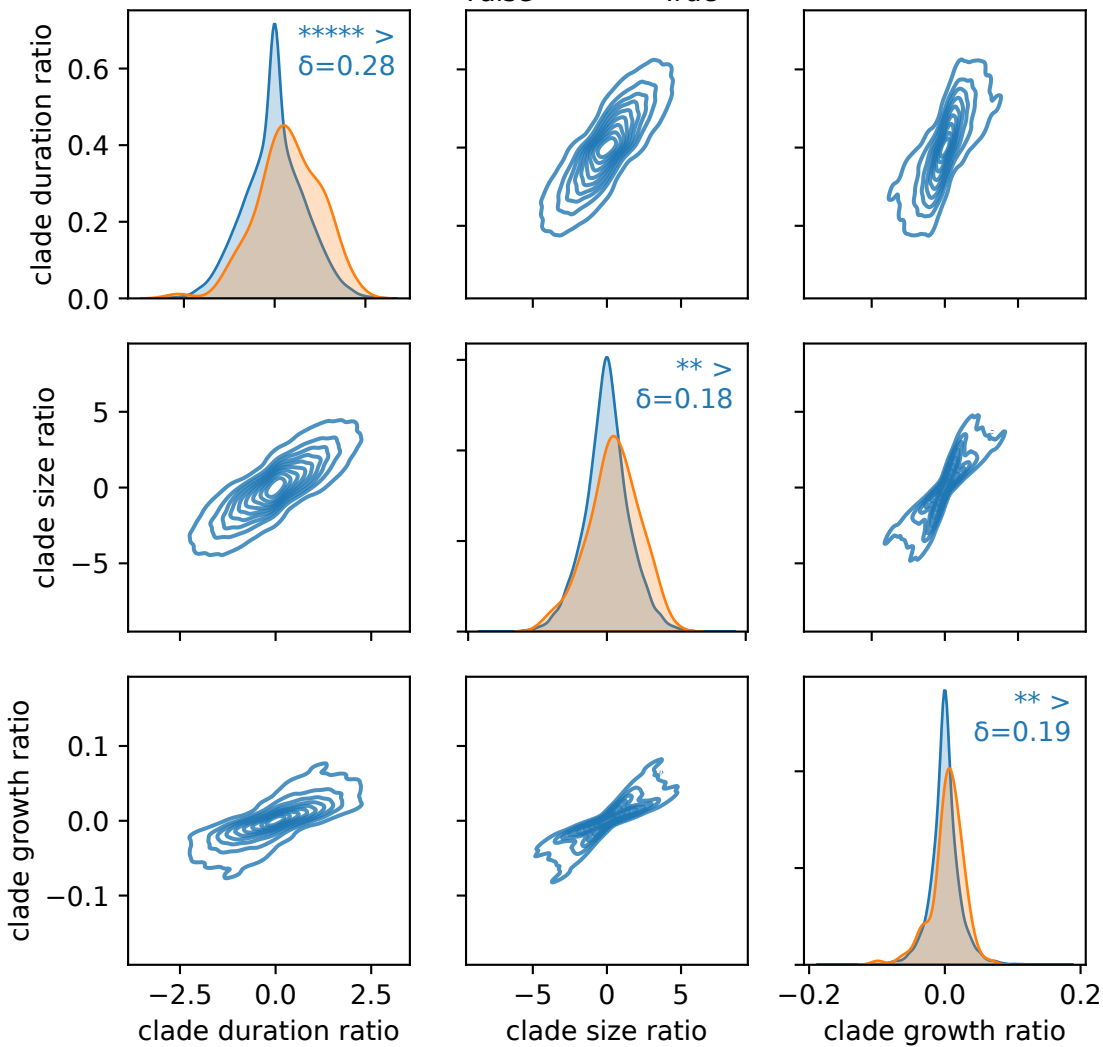 clade duration ratio
0.6
0.4
0.2
0.0
***** >
δ=0.28
clade size ratio
5
0
−5
** >
δ=0.18
clade growth ratio
0.1
0.0
−0.1
** >
δ=0.19
−2.5 0.0 2.5
−5 0 5
−0.2 0.0 0.2
clade duration ratio
clade size ratio
clade growth ratio